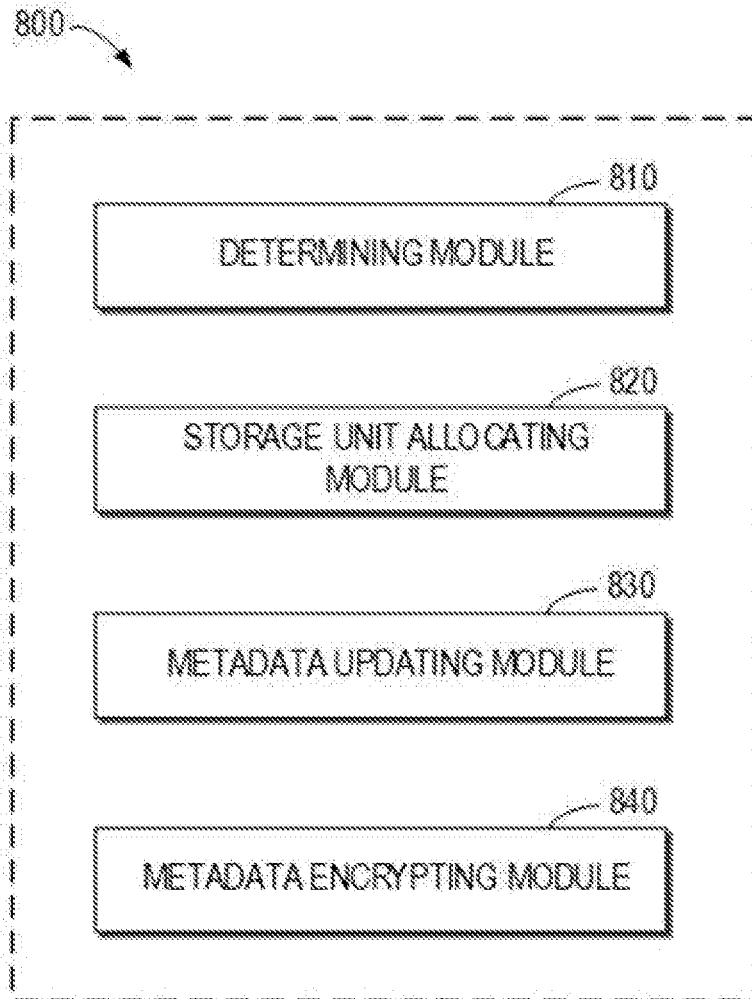 800
810
DETERMINING MODULE
820
STORAGE UNIT ALLOCATING
MODULE
830
METADATA UPDATING MODULE
840
METADATA ENCRYPTING MODULE